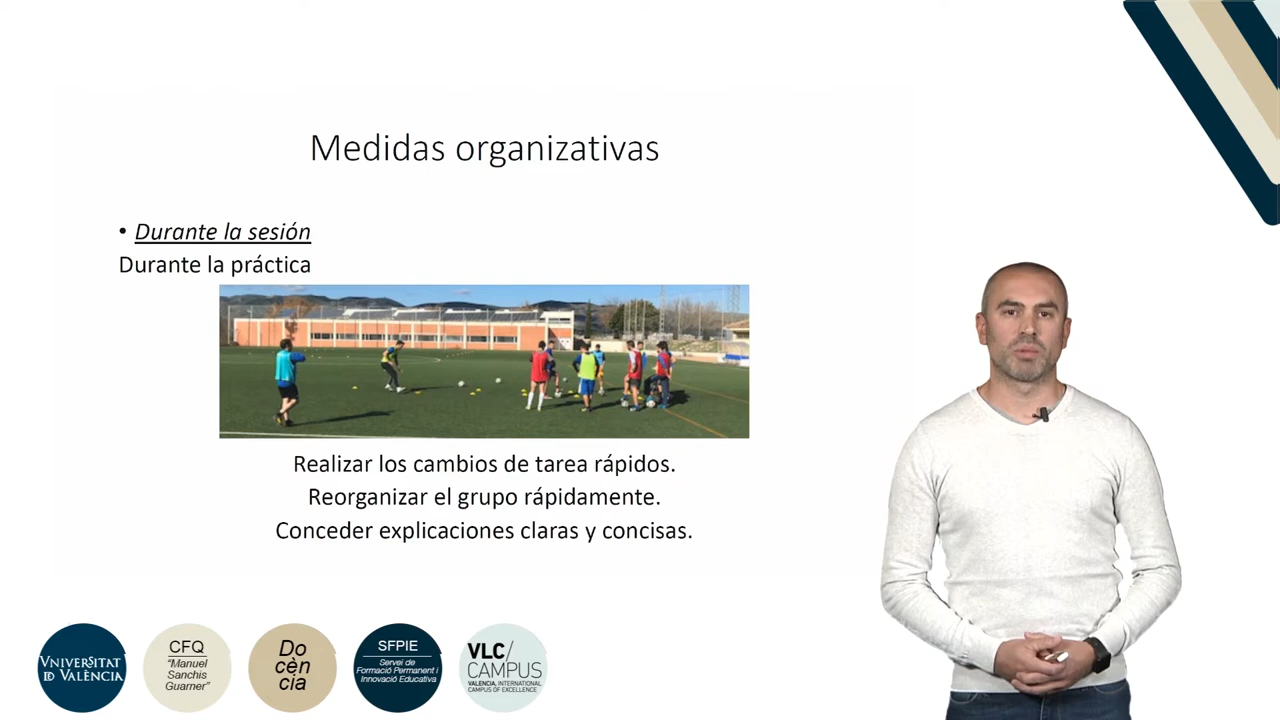 Medidas organizativas
• Durante la sesión
Durante la práctica
Realizar los cambios de tarea rápidos.
Reorganizar el grupo rápidamente.
Conceder explicaciones claras y concisas.
VNIVERSITAT
ID VALÈNCIA
CFQ
"Manuel
Sanchis
Guarner"
Do
cèn
cia
SFPIE
Servei de
Formació Permanent i
Innovació Educativa
VLC/
CAMPUS
VALENCIA, INTERNATIONAL
CAMPUS OF EXCELLENCE